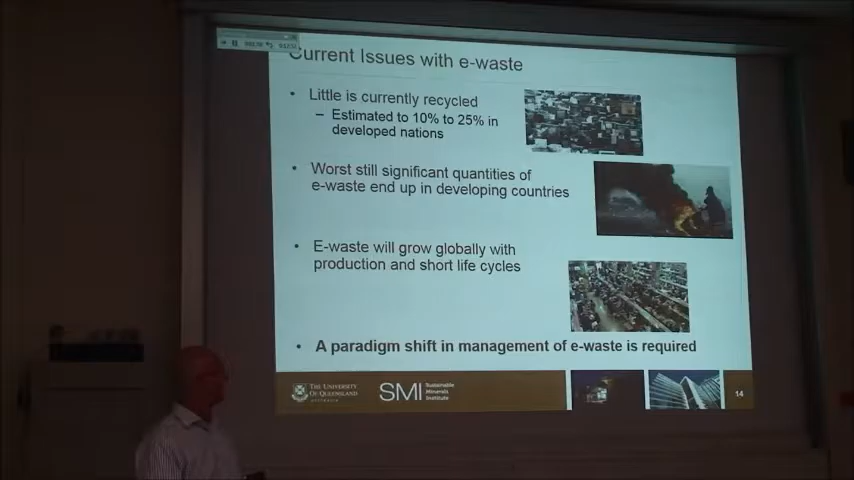 Current Issues with e-waste
• Little is currently recycled
– Estimated to 10% to 25% in
developed nations
• Worst still significant quantities of
e-waste end up in developing countries
• E-waste will grow globally with
production and short life cycles
• A paradigm shift in management of e-waste is required
THE UNIVERSITY
OF QUEENSLAND
AUSTRALIA
SMI
Sustainable
Minerals
Institute
14